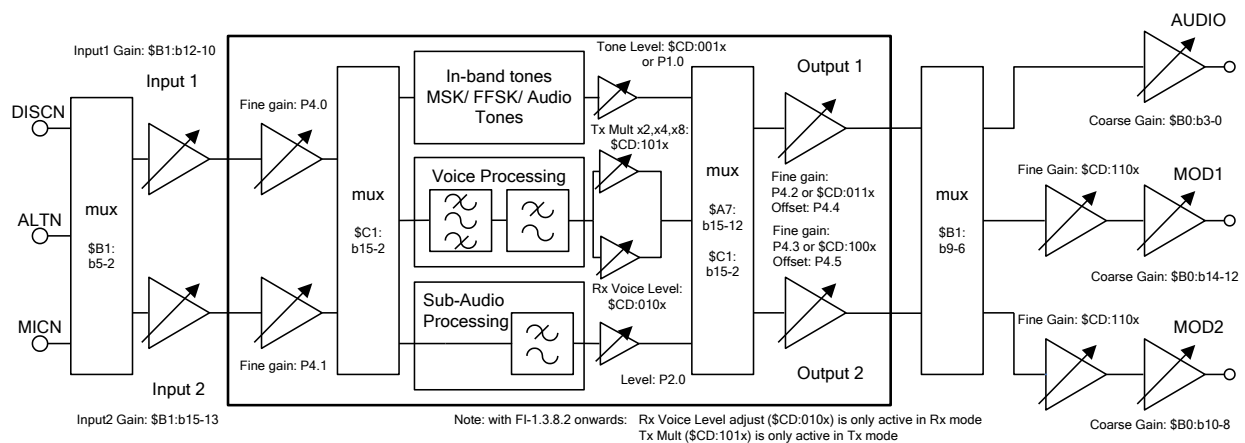 AUDIO
Input1 Gain: $B1:b12-10
Input 1
Tone Level: $CD:001x
or P1.0
Output 1
In-band tones
MSK/ FFSK/ Audio
Tones
Fine gain: P4.0
DISCN
Tx Mult x2,x4,x8:
$CD:101x
Coarse Gain: $B0:b3-0
Voice Processing
mux
$B1:
b5-2
mux
$C1:
b15-2
mux
$A7:
b15-12
$C1:
b15-2
Fine gain:
P4.2 or $CD:011x
Offset: P4.4
Fine gain:
P4.3 or $CD:100x
Offset: P4.5
mux
$B1:
b9-6
Fine Gain: $CD:110x
MOD1
ALTN
Coarse Gain: $B0:b14-12
Rx Voice Level:
$CD:010x
Sub-Audio
Processing
MICN
Fine Gain: $CD:110x
MOD2
Fine gain: P4.1
Level: P2.0
Input 2
Output 2
Input2 Gain: $B1:b15-13
Note: with FI-1.3.8.2 onwards: Rx Voice Level adjust ($CD:010x) is only active in Rx mode
Tx Mult ($CD:101x) is only active in Tx mode
Coarse Gain: $B0:b10-8